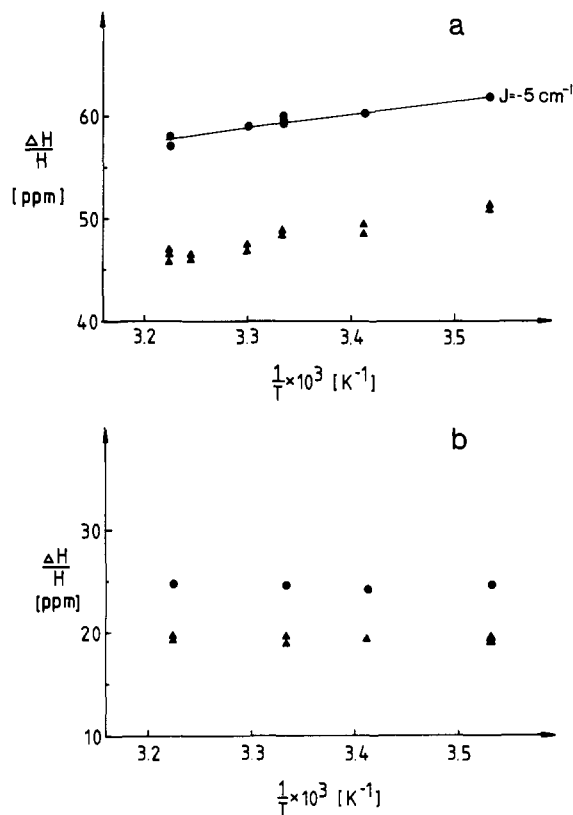 a
60
50
40
ΔH
H
[ppm]
J=-5 cm⁻¹
3.2 3.3 3.4 3.5
1/T ×10³ [K⁻¹]
b
30
20
10
ΔH
H
[ppm]
3.2 3.3 3.4 3.5
1/T ×10³ [K⁻¹]